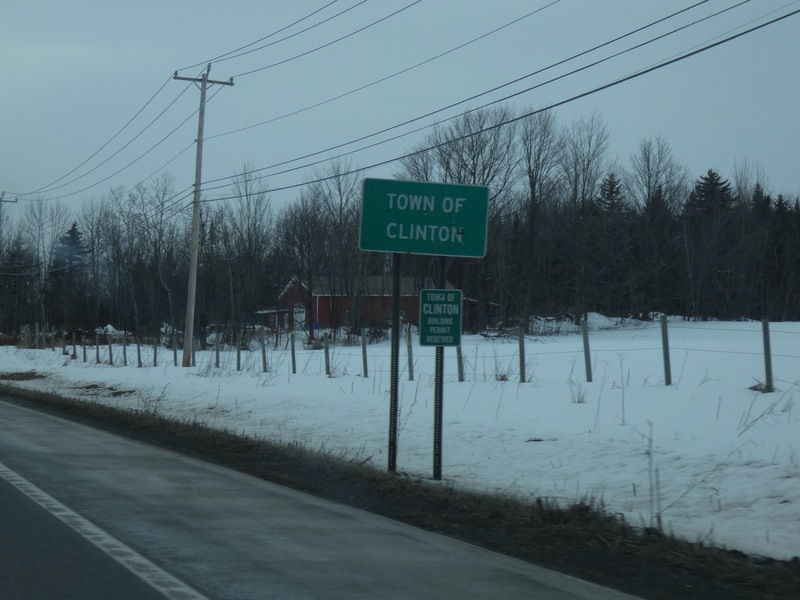 TOWN OF
CLINTON
TOWN OF
CLINTON
BUILDING
PERMIT
REQUIRED